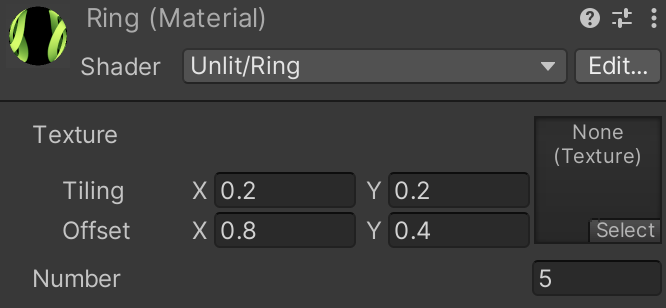 Ring (Material)
Shader Unlit/Ring Edit...
Texture None (Texture)
Tiling X 0.2 Y 0.2
Offset X 0.8 Y 0.4 Select
Number 5